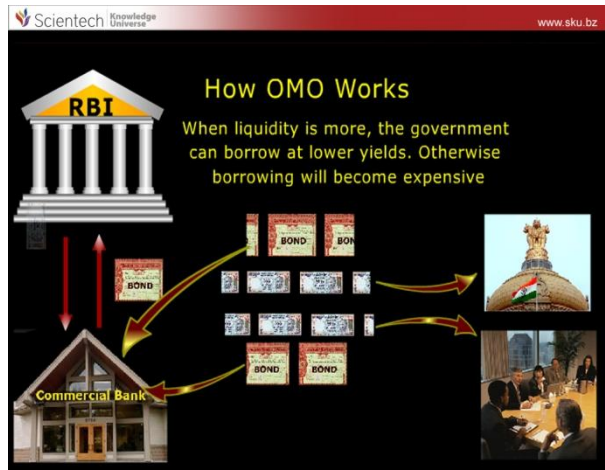 Scientech Knowledge Universe
www.sku.bz
RBI
How OMO Works
When liquidity is more, the government
can borrow at lower yields. Otherwise
borrowing will become expensive
BOND
BOND
BON
BOND
BOND
Commercial Bank